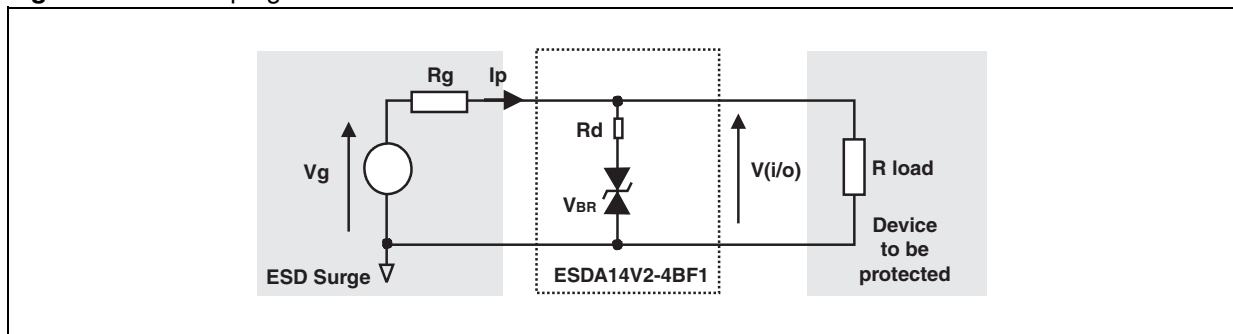 Rg
Ip
Rd
Vg
VBR
V(i/o)
R load
Device
to be
protected
ESD Surge
ESDA14V2-4BF1